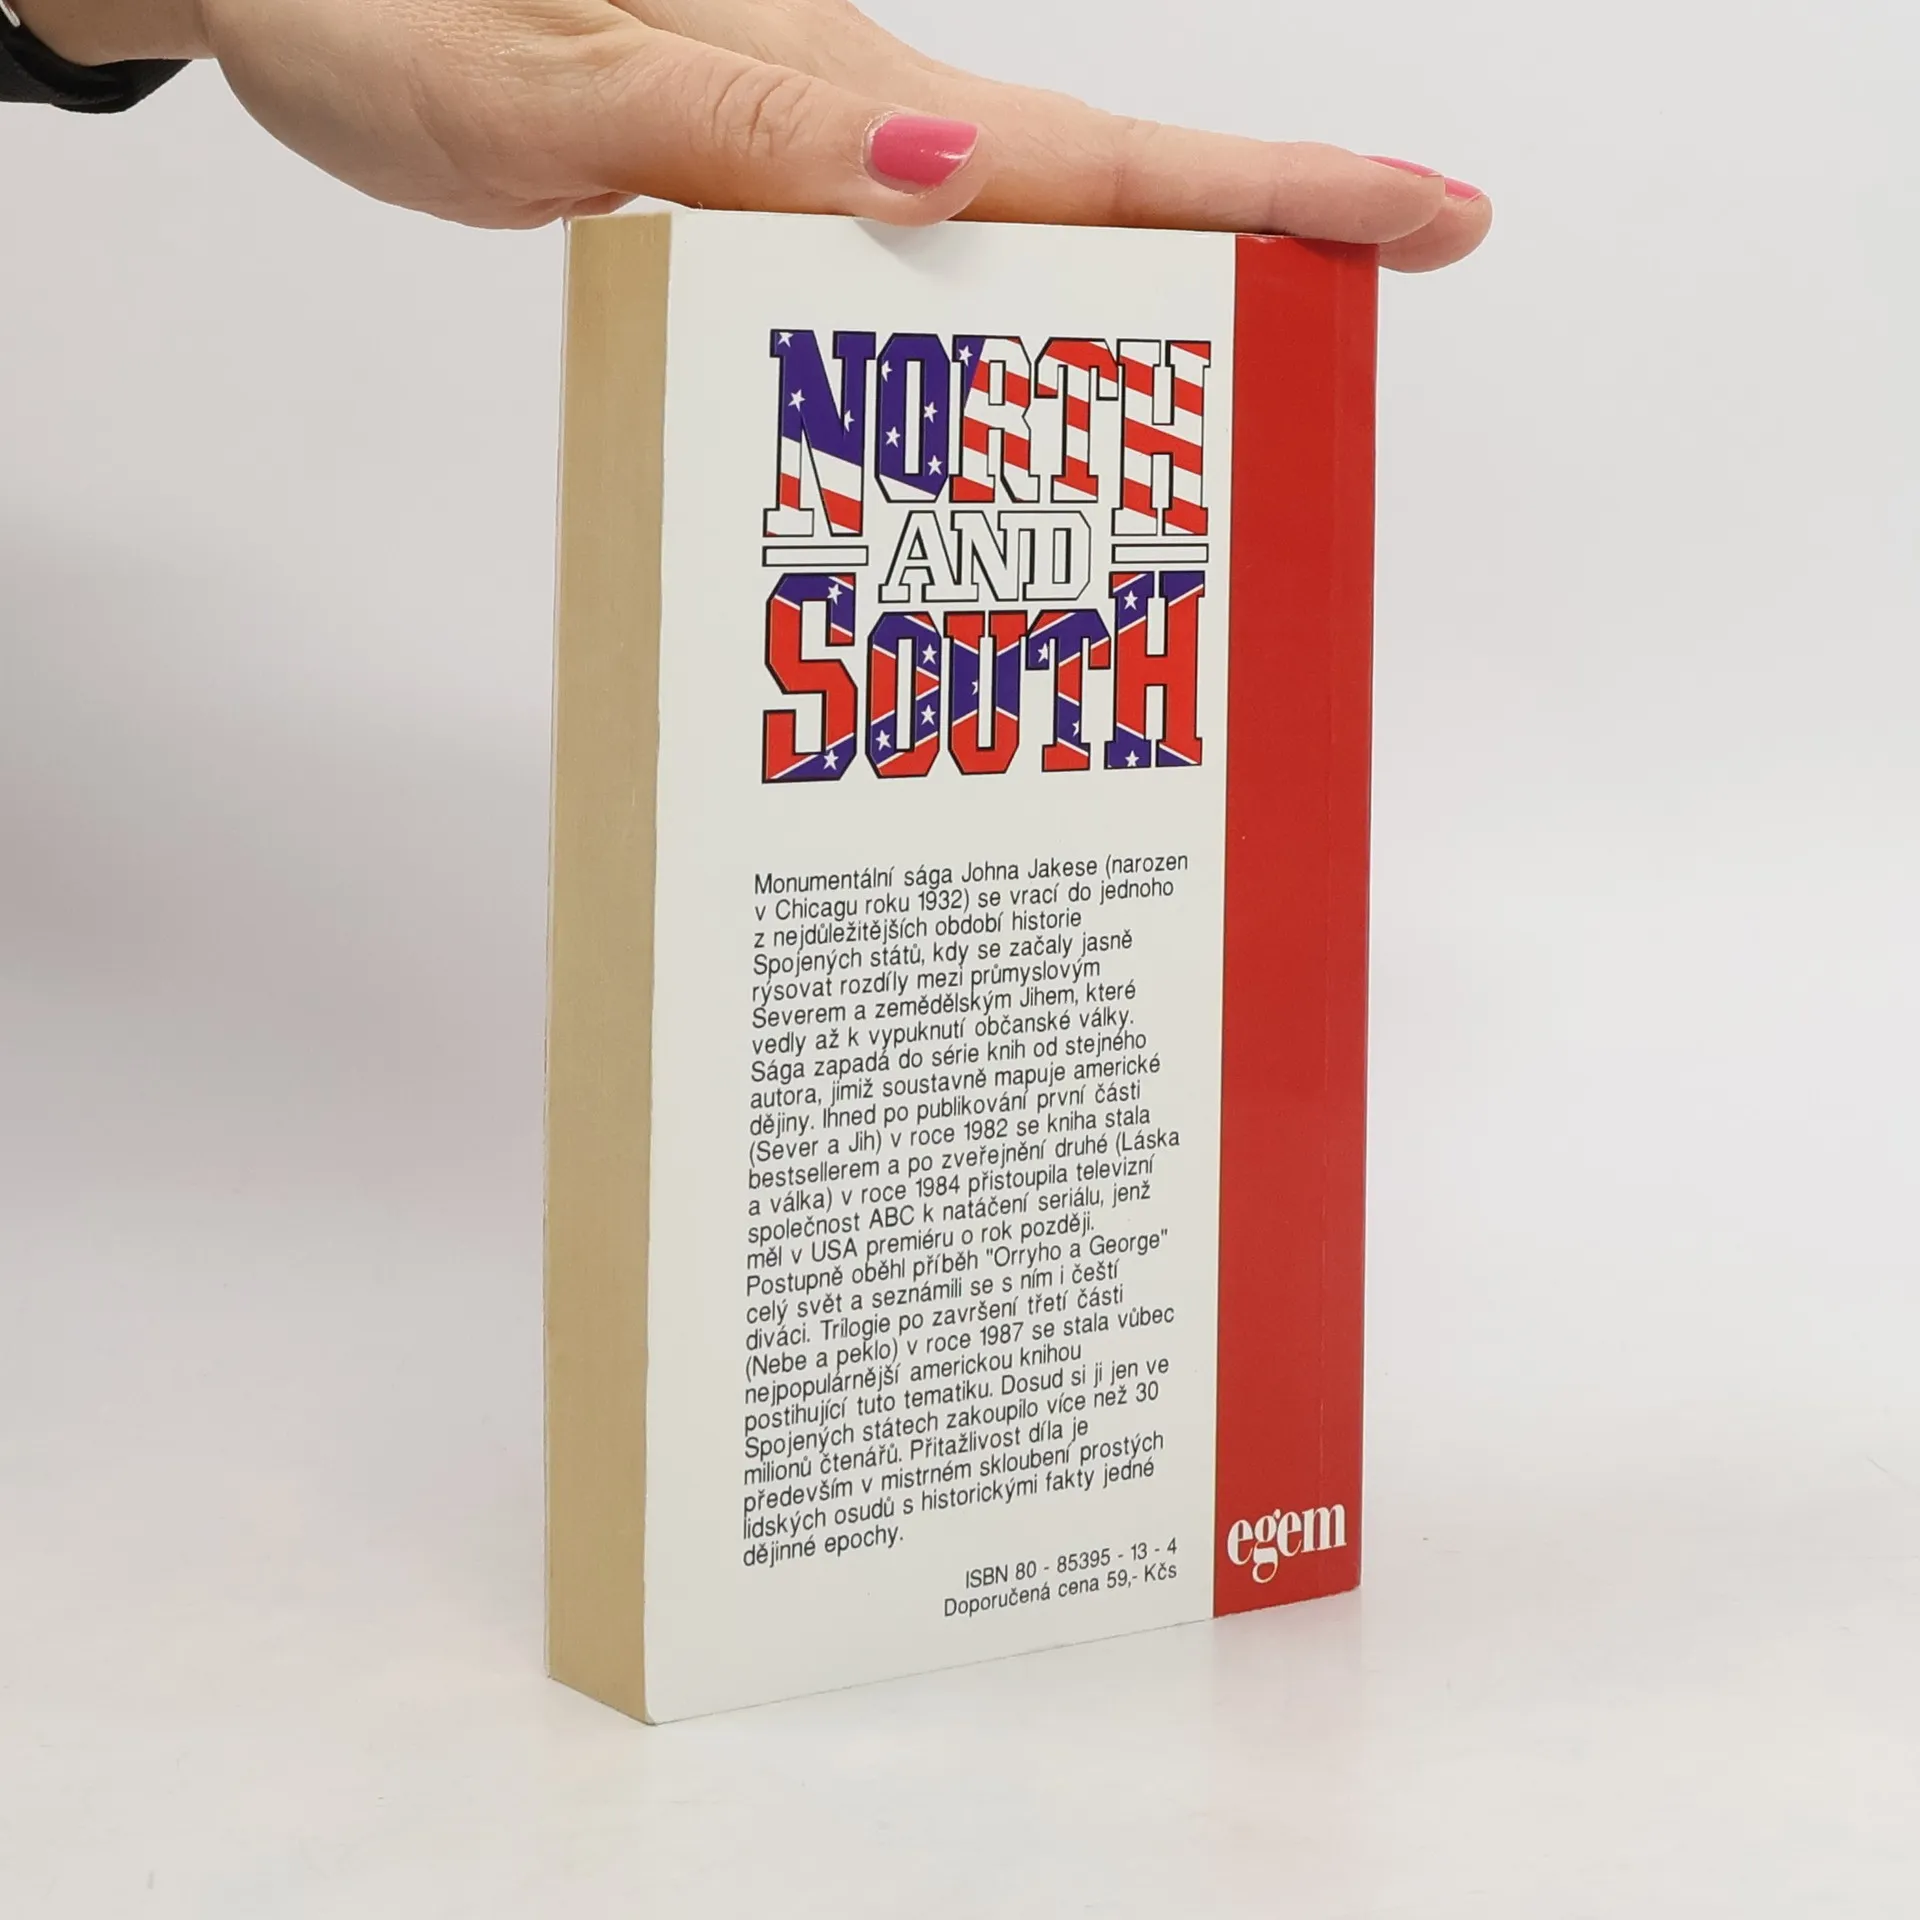 NORTH
AND
SOUTH
Monumentální sága Johna Jakese (narozen
v Chicagu roku 1932) se vrací do jednoho
z nejdůležitějších období historie
Spojených států, kdy se začaly jasně
rýsovat rozdíly mezi průmyslovým
Severem a zemědělským Jihem, které
vedly až k vypuknutí občanské války.
Sága zapadá do série knih od stejného
autora, jimiž soustavně mapuje americké
dějiny. Ihned po publikování první části
(Sever a Jih) v roce 1982 se kniha stala
bestsellerem a po zveřejnění druhé (Láska
a válka) v roce 1984 přistoupila televizní
společnost ABC k natáčení seriálu, jenž
měl v USA premiéru o rok později.
Postupně oběhl příběh "Orryho a George"
celý svět a seznámili se s ním i čeští
diváci. Trilogie po završení třetí části
(Nebe a peklo) v roce 1987 se stala vůbec
nejpopulárnější americkou knihou
postihující tuto tematiku. Dosud si ji jen ve
Spojených státech zakoupilo více než 30
milionů čtenářů. Přitažlivost díla je
především v mistrném skloubení prostých
lidských osudů s historickými fakty jedné
dějinné epochy.
ISBN 80 - 85395 - 13 - 4
Doporučená cena 59,- Kčs
egem